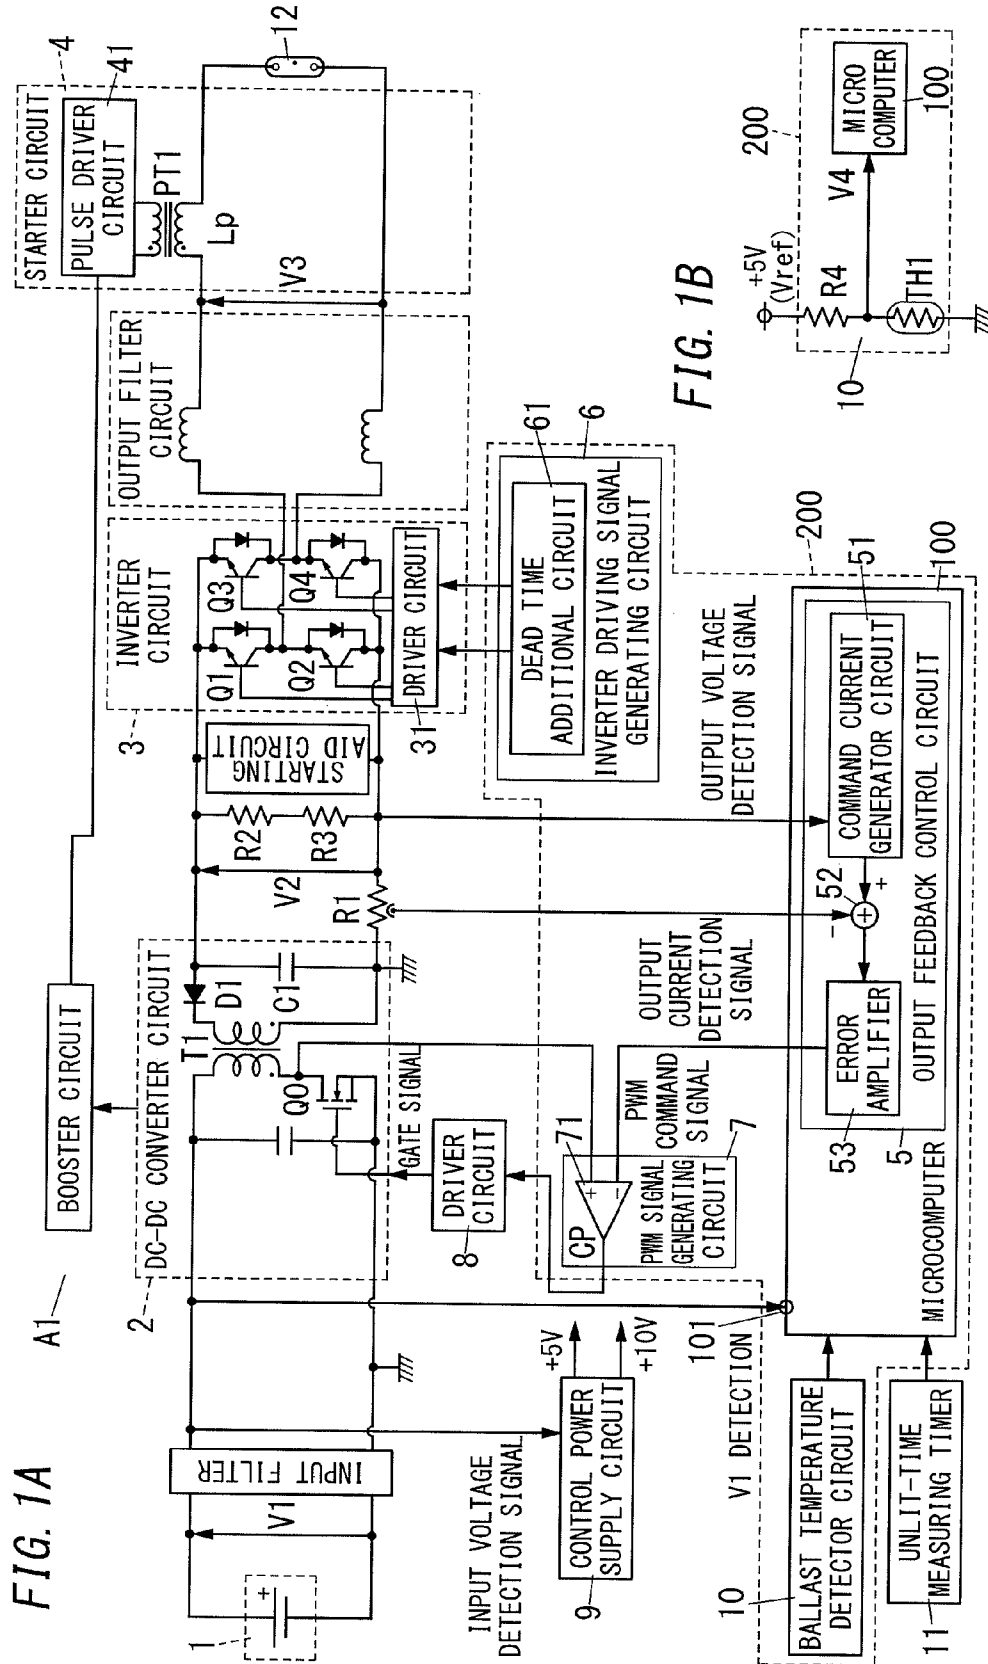 FIG. 1A
A1
BOOSTER CIRCUIT
STARTER CIRCUIT
4
PULSE DRIVER
CIRCUIT
41
PT1
Lp
12
1
+
V1
INPUT FILTER
2
DC-DC CONVERTER CIRCUIT
T1
D1
C1
Q0
GATE SIGNAL
V2
R1
R2
R3
STARTING
AID CIRCUIT
3
INVERTER
CIRCUIT
Q1
Q2
Q3
Q4
DRIVER CIRCUIT
31
OUTPUT FILTER
CIRCUIT
V3
INPUT VOLTAGE
DETECTION SIGNAL
CONTROL POWER
SUPPLY CIRCUIT
9
+5V
+10V
DRIVER
CIRCUIT
8
CP
+
-
71
PWM SIGNAL
GENERATING
CIRCUIT
7
PWM
COMMAND
SIGNAL
OUTPUT
CURRENT
DETECTION
SIGNAL
OUTPUT VOLTAGE
DETECTION SIGNAL
DEAD TIME
ADDITIONAL CIRCUIT
61
INVERTER DRIVING SIGNAL
GENERATING CIRCUIT
6
V1 DETECTION
101
10
BALLAST TEMPERATURE
DETECTOR CIRCUIT
11
UNLIT-TIME
MEASURING TIMER
MICROCOMPUTER
5
53
ERROR
AMPLIFIER
-
+
52
+
COMMAND CURRENT
GENERATOR CIRCUIT
51
OUTPUT FEEDBACK CONTROL CIRCUIT
100
200
FIG. 1B
200
+5V
(Vref)
R4
V4
MICRO
COMPUTER
100
10
TH1